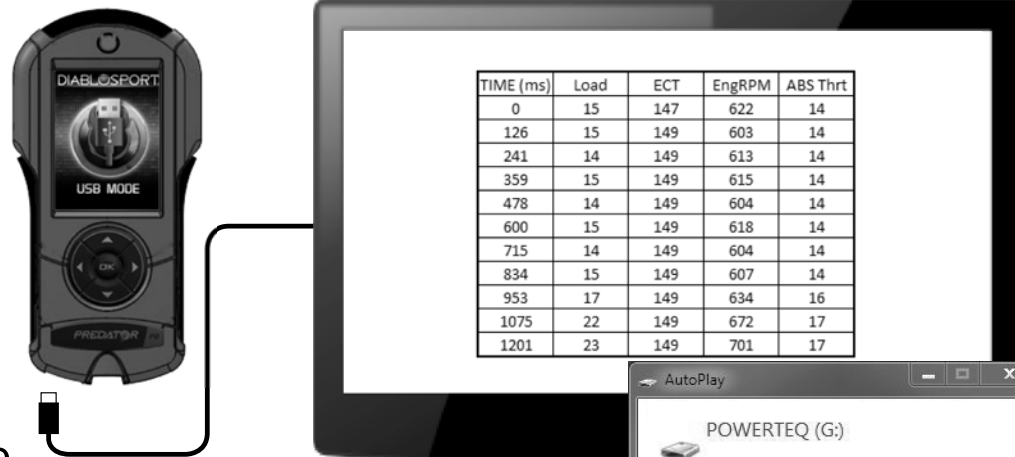 DIABLOSPORT
USB MODE
OK
PREDATOR
TIME (ms) Load ECT EngRPM ABS Thrt
0 15 147 622 14
126 15 149 603 14
241 14 149 613 14
359 15 149 615 14
478 14 149 604 14
600 15 149 618 14
715 14 149 604 14
834 15 149 607 14
953 17 149 634 16
1075 22 149 672 17
1201 23 149 701 17
AutoPlay
POWERTEQ (G:)